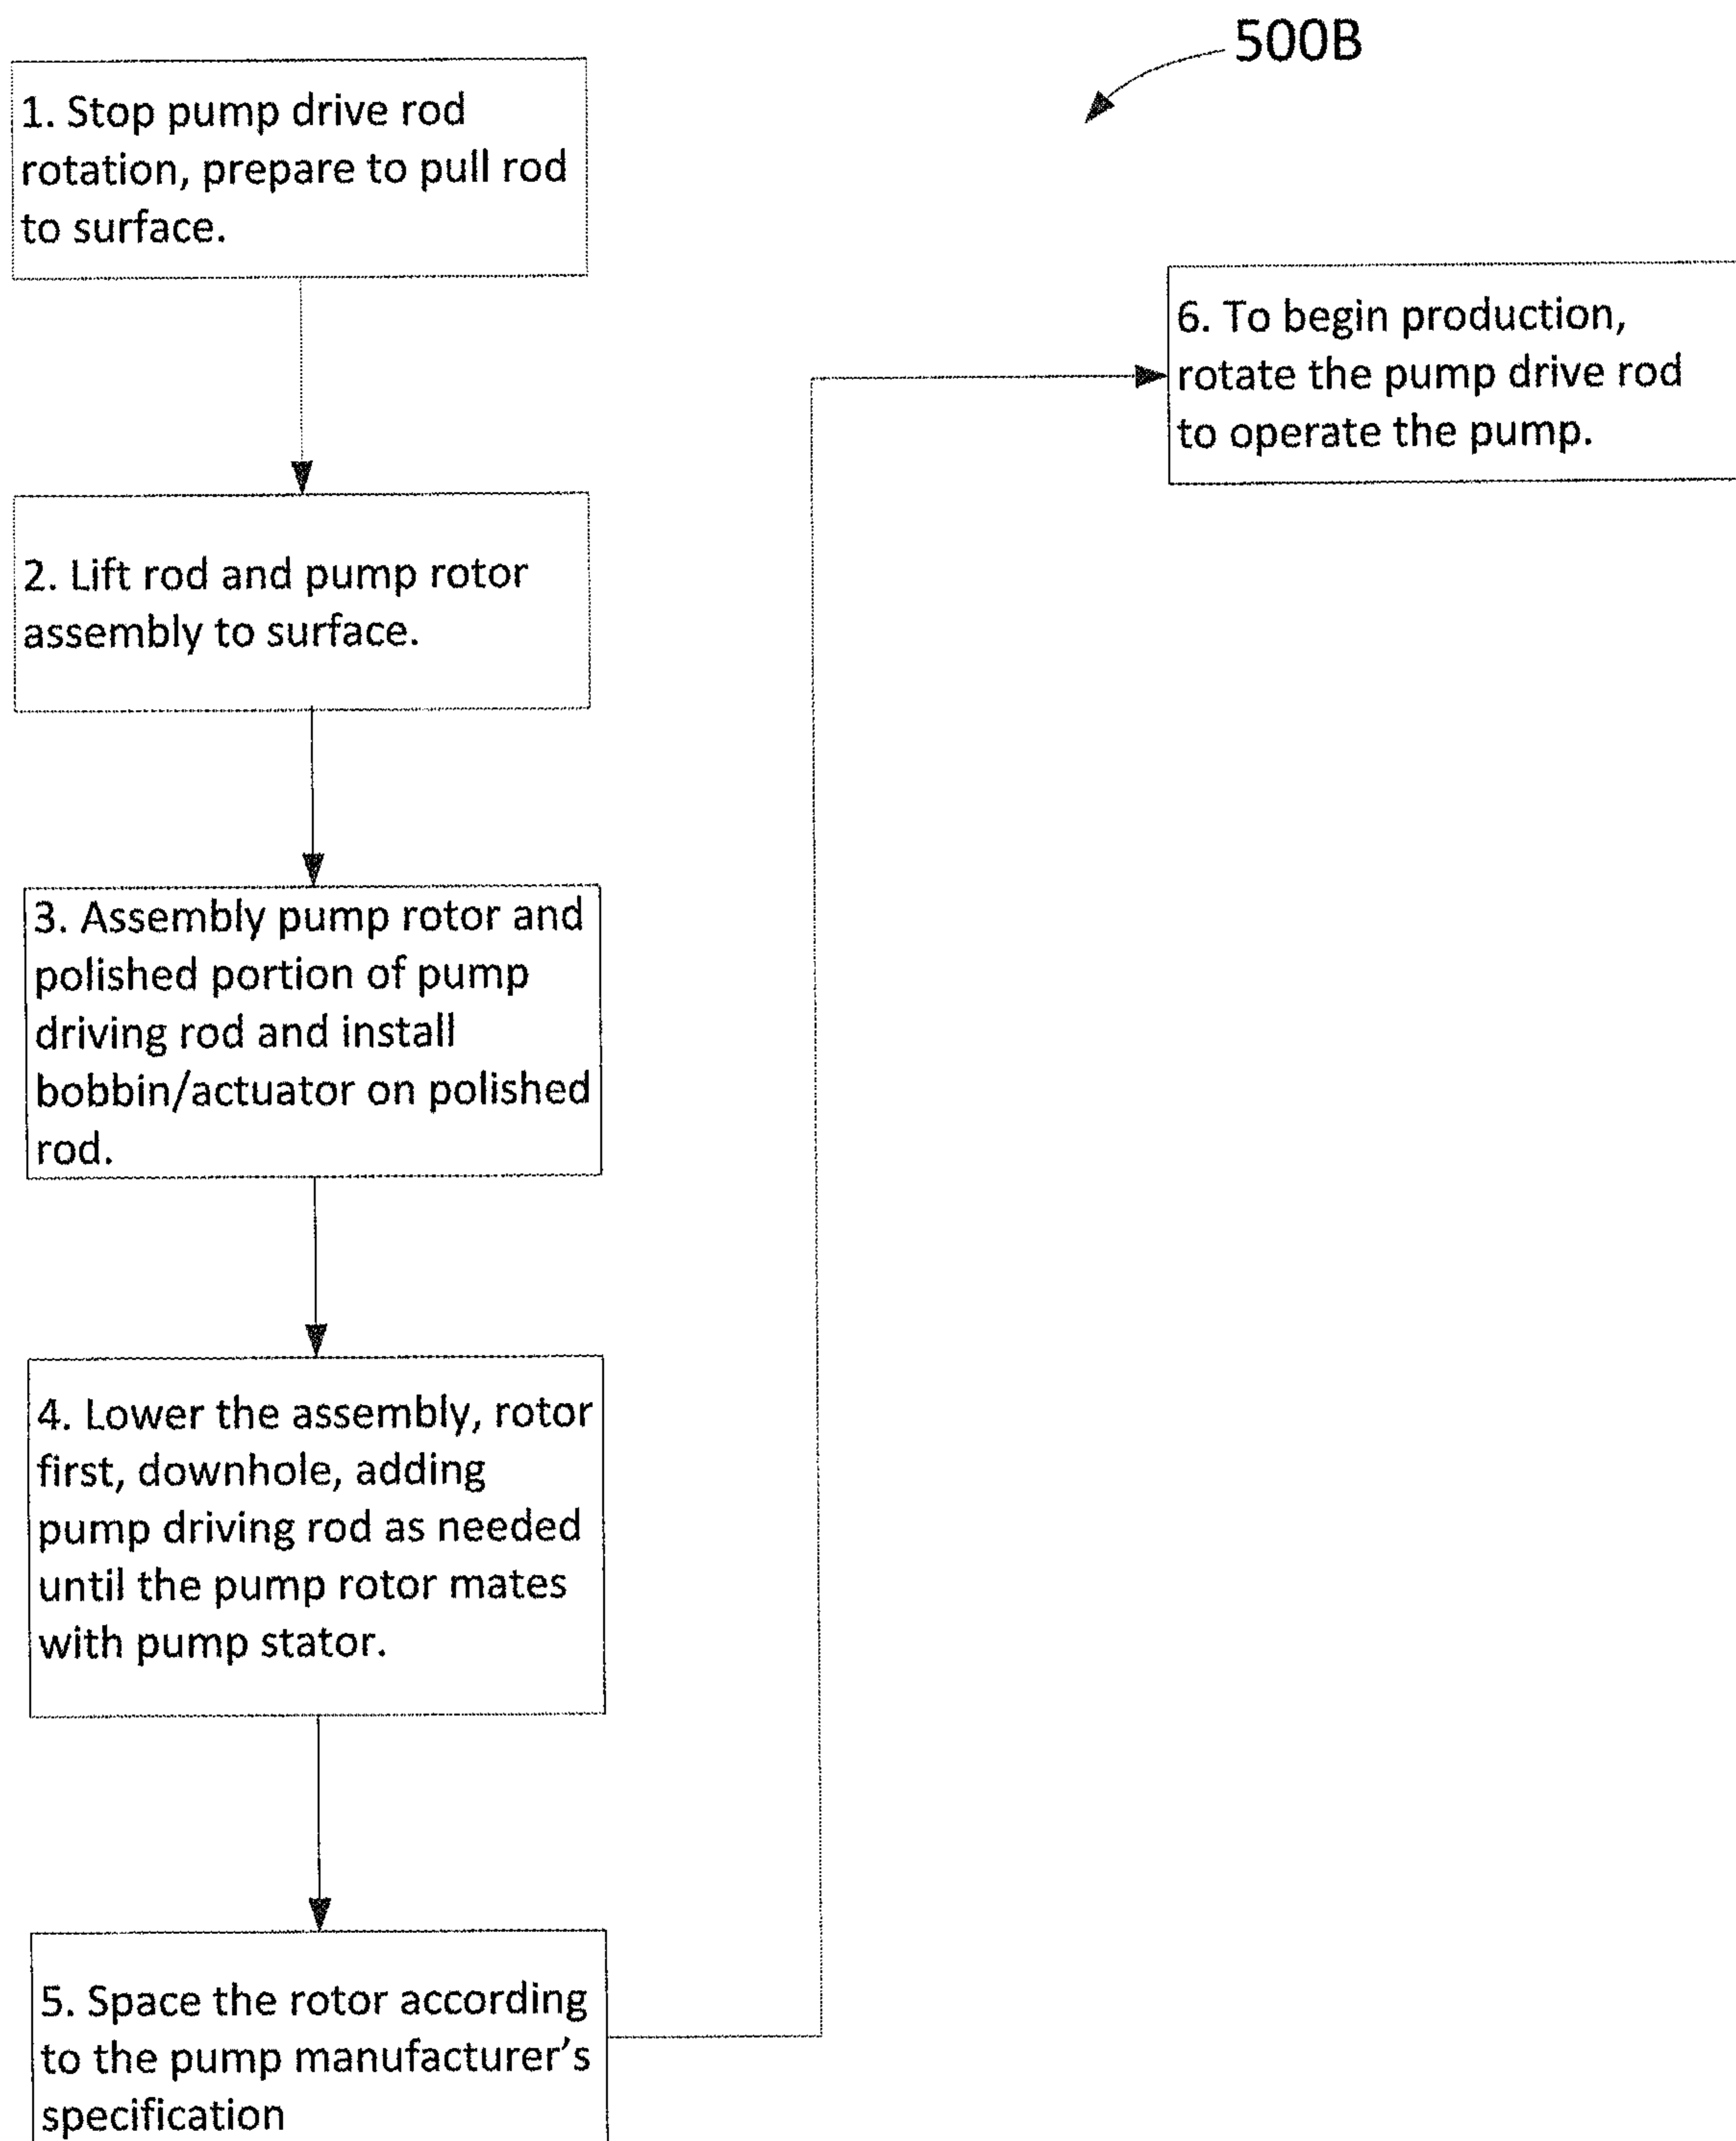 500B
1. Stop pump drive rod
rotation, prepare to pull rod
to surface.
2. Lift rod and pump rotor
assembly to surface.
3. Assembly pump rotor and
polished portion of pump
driving rod and install
bobbin/actuator on polished
rod.
4. Lower the assembly, rotor
first, downhole, adding
pump driving rod as needed
until the pump rotor mates
with pump stator.
5. Space the rotor according
to the pump manufacturer's
specification
6. To begin production,
rotate the pump drive rod
to operate the pump.